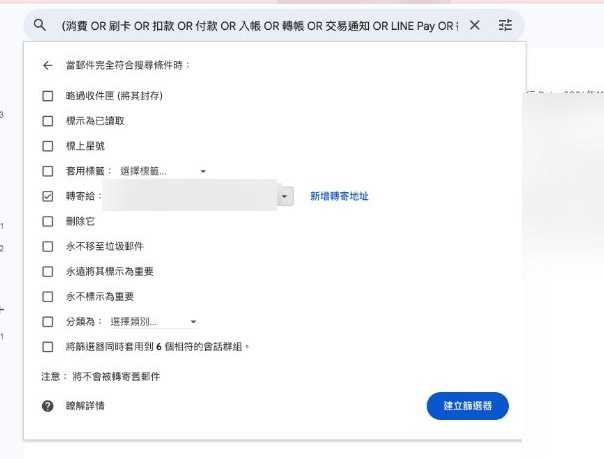 (消費 OR 刷卡 OR 扣款 OR 付款 OR 入帳 OR 轉帳 OR 交易通知 OR LINE Pay OR
當郵件完全符合搜尋條件時：
略過收件匣 (將其封存)
標示為已讀取
標上星號
套用標籤： 選擇標籤...
轉寄給： 新增轉寄地址
刪除它
永不移至垃圾郵件
永遠將其標示為重要
永不標示為重要
分類為： 選擇類別...
將篩選器同時套用到 6 個相符的會話群組。
注意： 將不會被轉寄舊郵件
瞭解詳情
建立篩選器
3
1
2
1